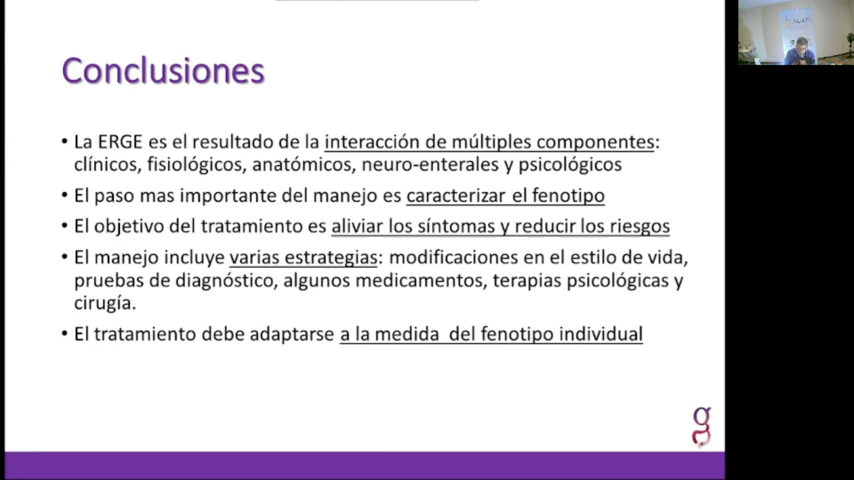 Conclusiones
• La ERGE es el resultado de la interacción de múltiples componentes:
clínicos, fisiológicos, anatómicos, neuro-enterales y psicológicos
• El paso mas importante del manejo es caracterizar el fenotipo
• El objetivo del tratamiento es aliviar los síntomas y reducir los riesgos
• El manejo incluye varias estrategias: modificaciones en el estilo de vida,
pruebas de diagnóstico, algunos medicamentos, terapias psicológicas y
cirugía.
• El tratamiento debe adaptarse a la medida  del fenotipo individual